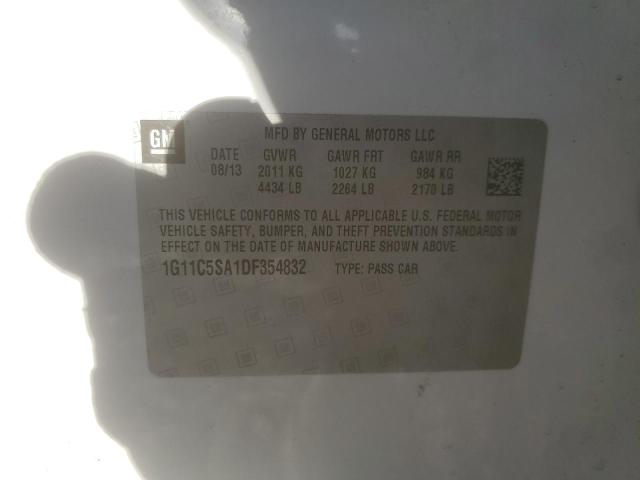 GM
MFD BY GENERAL MOTORS LLC
DATE GVWR GAWR FRT GAWR RR
08/13 2011 KG 1027 KG 984 KG
4434 LB 2264 LB 2170 LB
THIS VEHICLE CONFORMS TO ALL APPLICABLE U.S. FEDERAL MOTOR
VEHICLE SAFETY, BUMPER, AND THEFT PREVENTION STANDARDS
IN EFFECT ON THE DATE OF MANUFACTURE SHOWN ABOVE.
1G11C5SA1DF354832 TYPE: PASS CAR